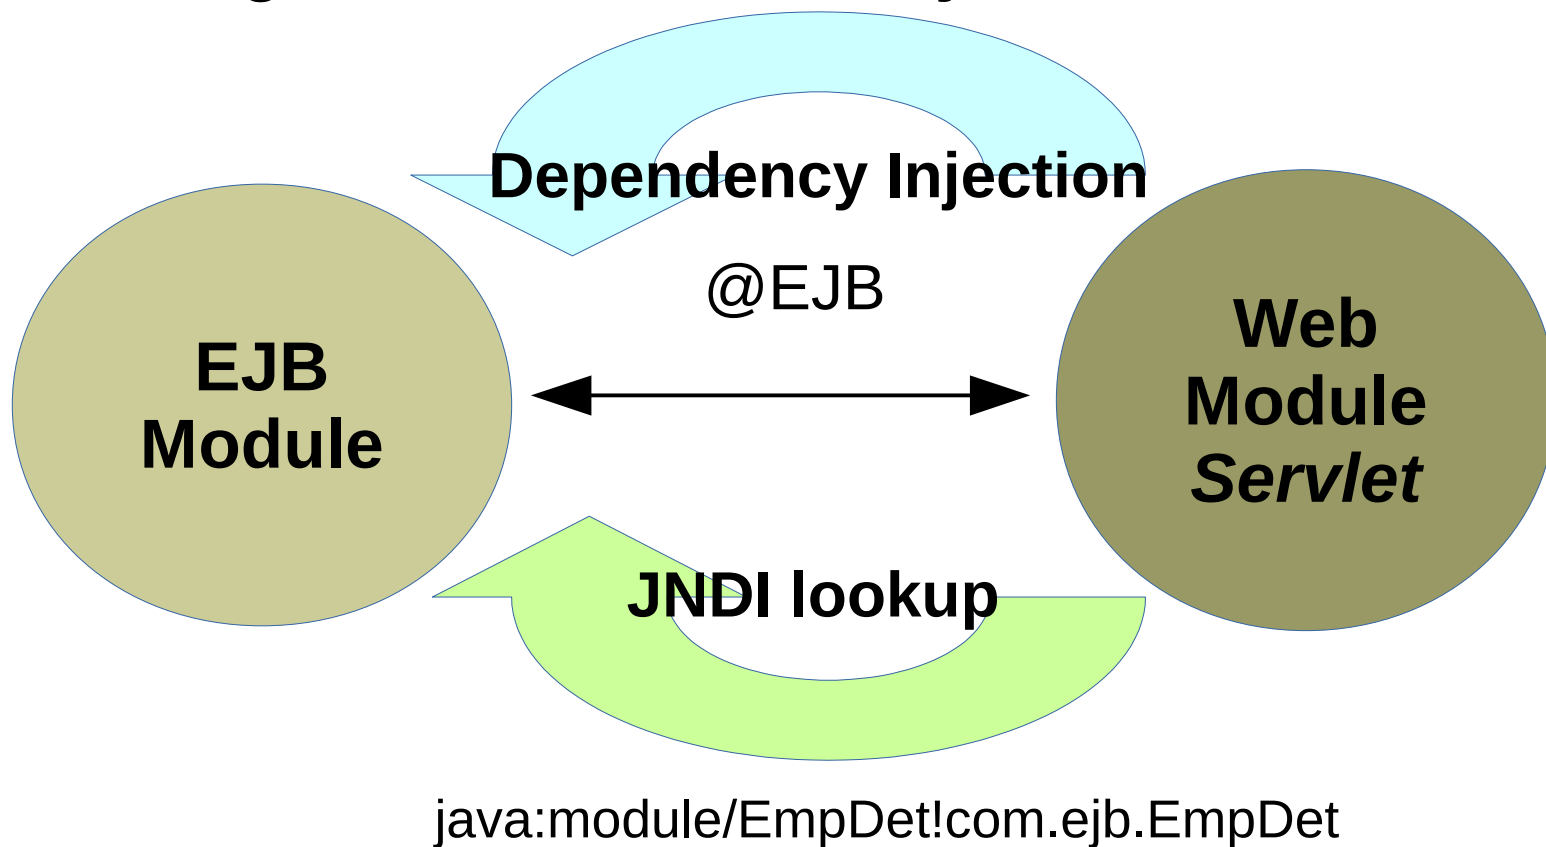 Dependency Injection
@EJB
EJB
Module
Web
Module
Servlet
JNDI lookup
java:module/EmpDet!com.ejb.EmpDet